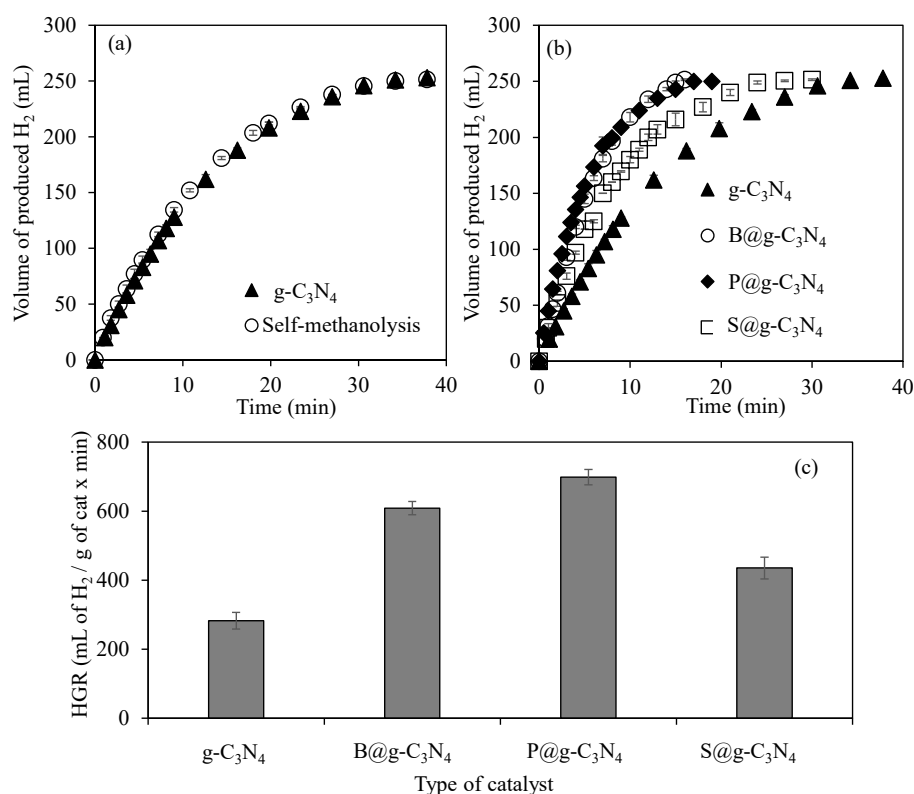 (a)
300
250
200
150
100
50
0
Volume of produced H₂ (mL)
g-C₃N₄
Self-methanolysis
0 10 20 30 40
Time (min)
(b)
300
250
200
150
100
50
0
Volume of produced H₂ (mL)
g-C₃N₄
B@g-C₃N₄
P@g-C₃N₄
S@g-C₃N₄
0 10 20 30 40
Time (min)
(c)
800
600
400
200
0
HGR (mL of H₂ / g of cat x min)
g-C₃N₄ B@g-C₃N₄ P@g-C₃N₄ S@g-C₃N₄
Type of catalyst